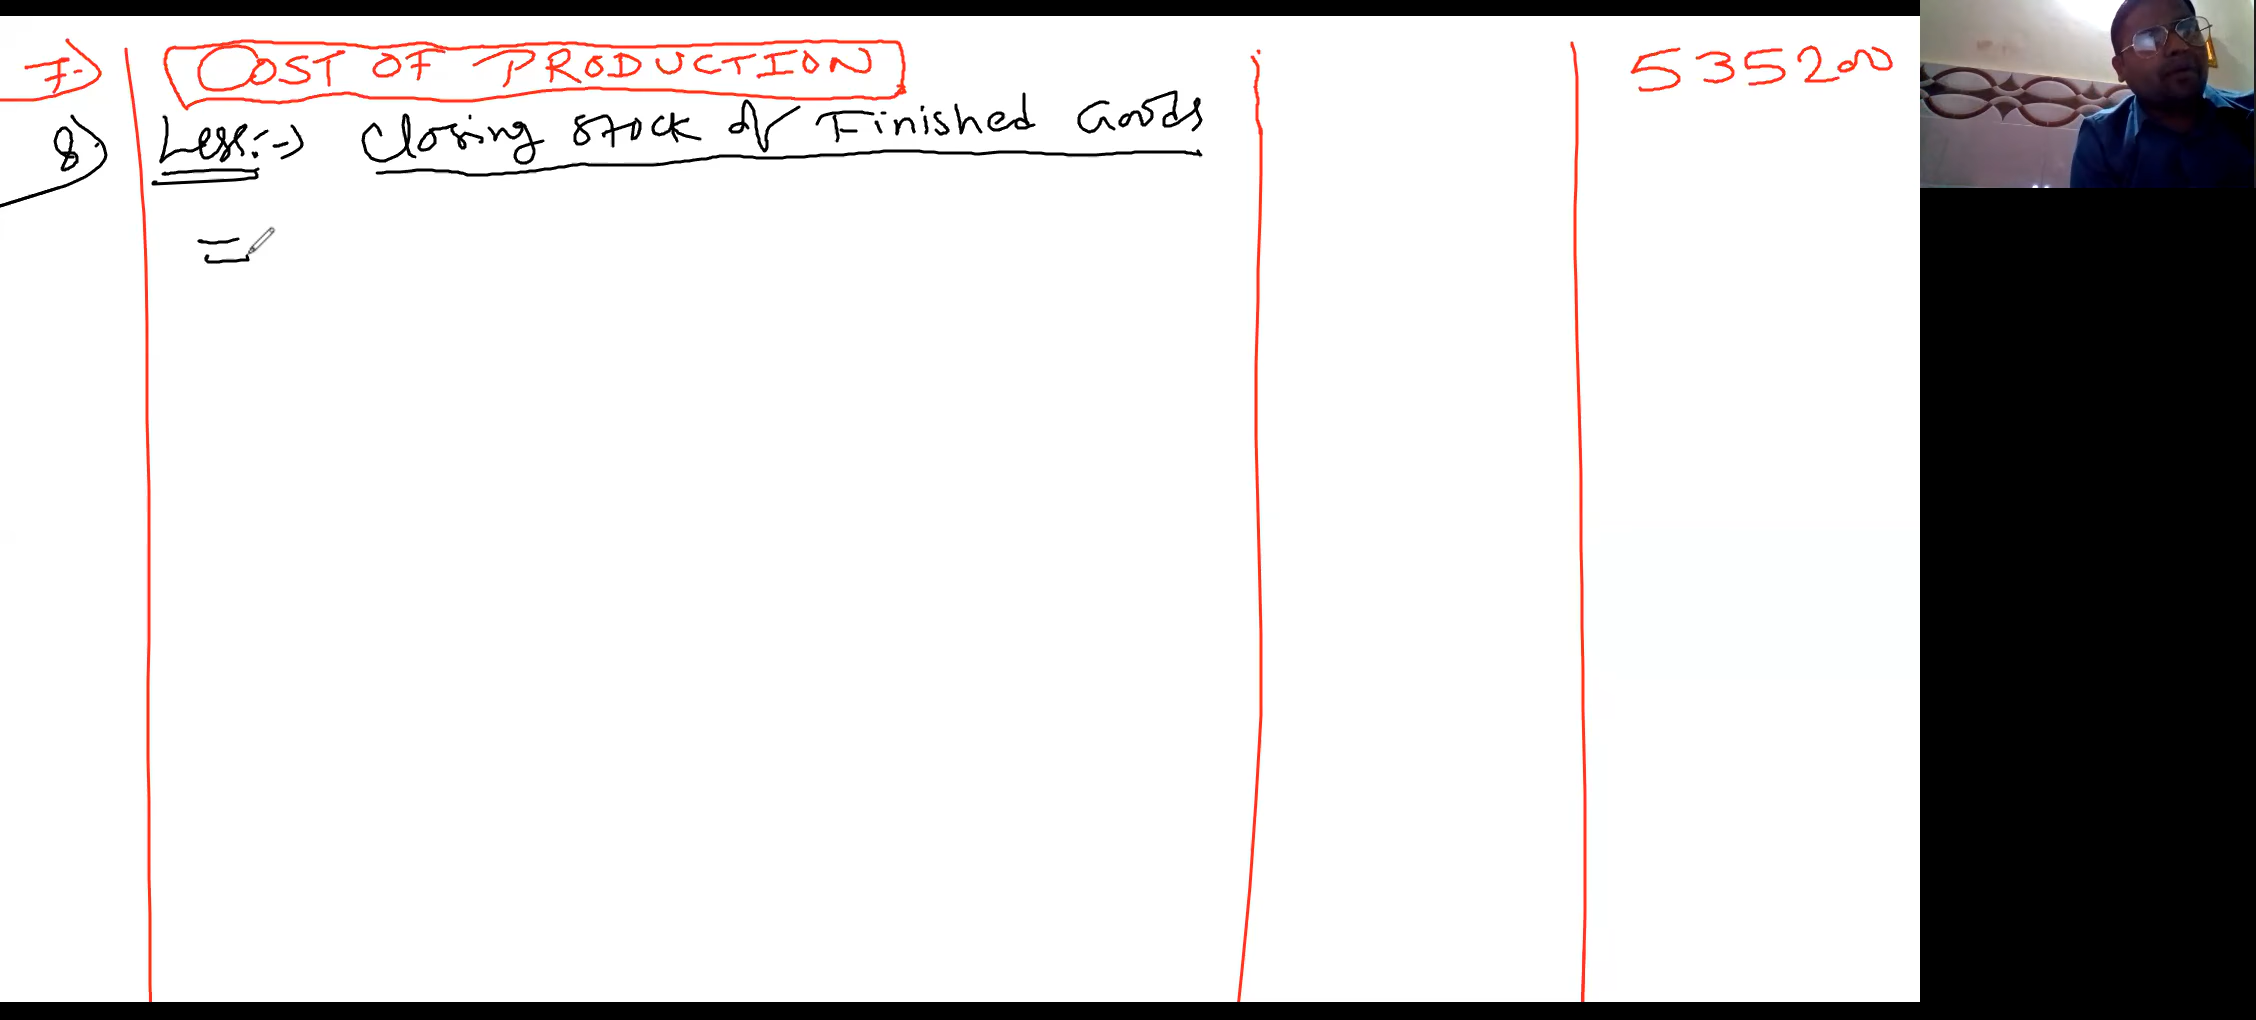 7.) COST OF PRODUCTION 535200
8.) Less:-> Closing Stock of Finished Goods
=